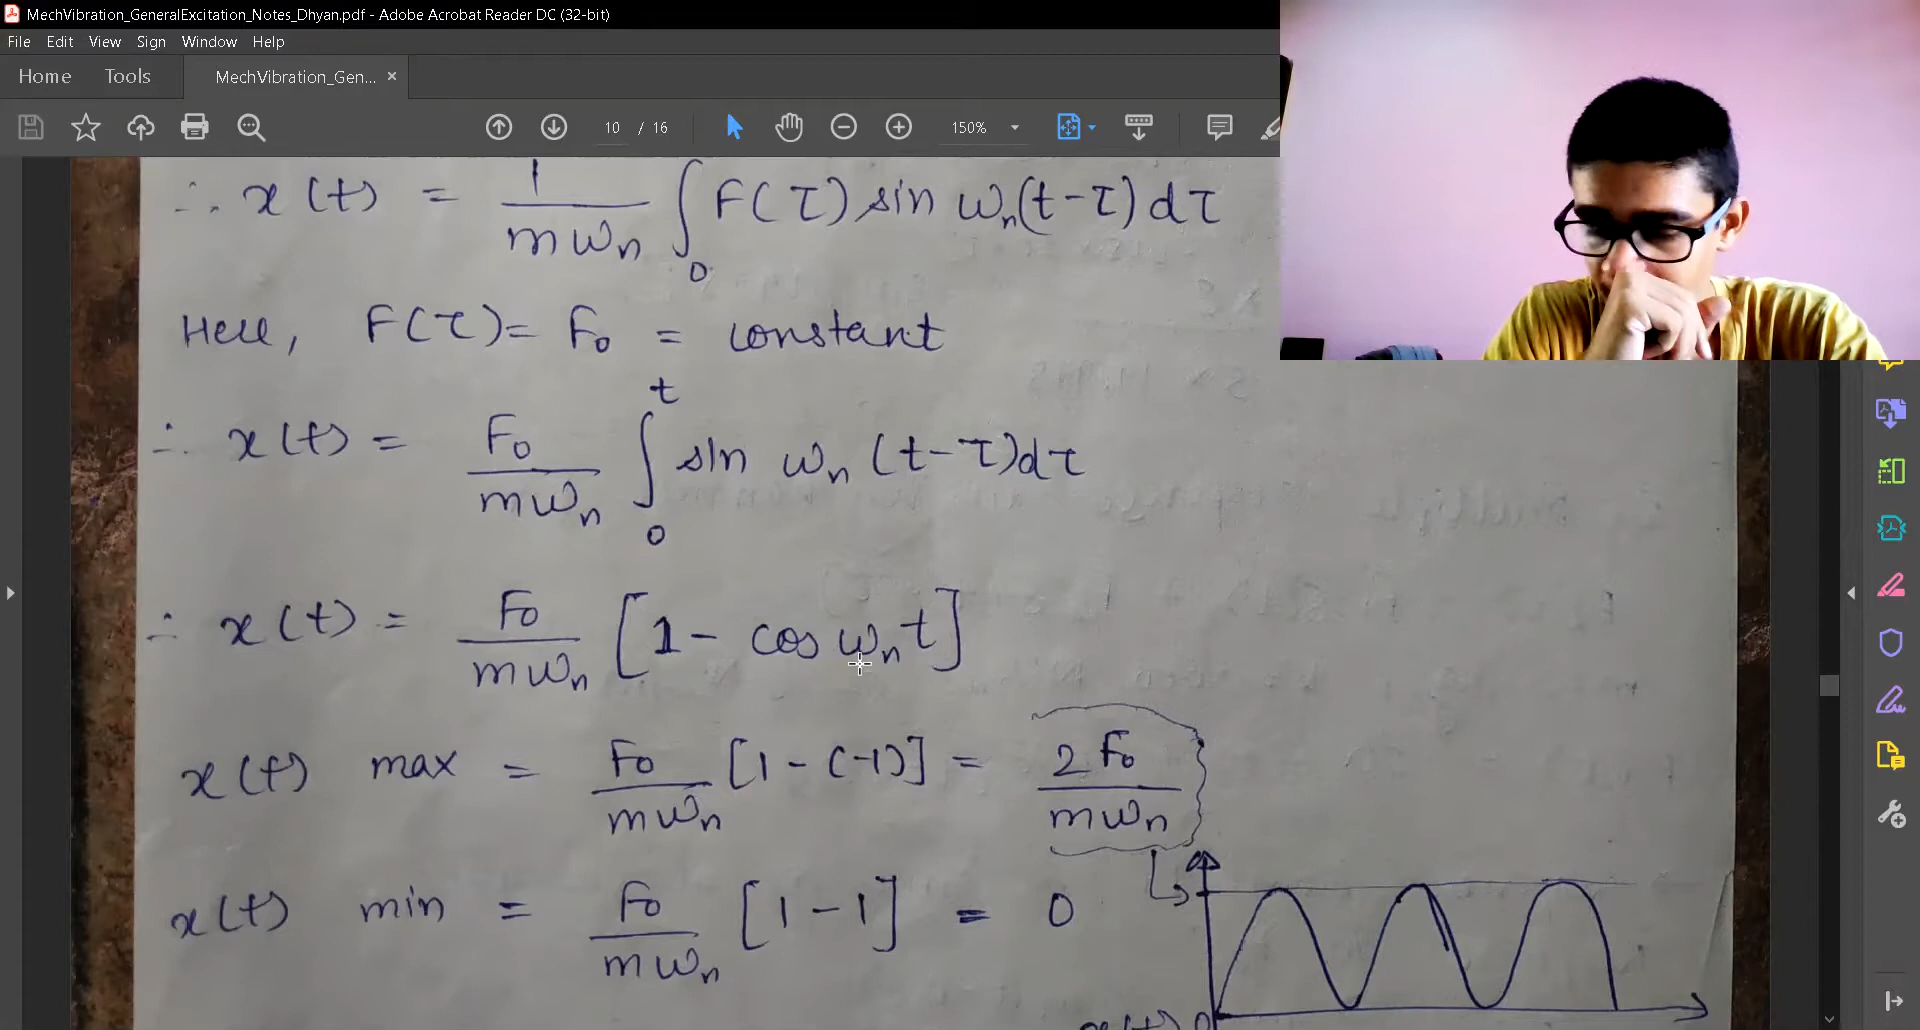 MechVibration_GeneralExcitation_Notes_Dhyan.pdf - Adobe Acrobat Reader DC (32-bit)
File Edit View Sign Window Help
Home Tools MechVibration_Gen... ×
10 / 16 150%
∴ x(t) = 1/mωn ∫0 F(τ) sin ωn(t-τ)dτ
Here, F(τ) = F0 = constant
∴ x(t) = F0/mωn ∫0^t sin ωn (t-τ)dτ
∴ x(t) = F0/mωn [1 - cos ωn t]
x(t) max = F0/mωn [1 - (-1)] = 2F0/mωn
x(t) min = F0/mωn [1 - 1] = 0